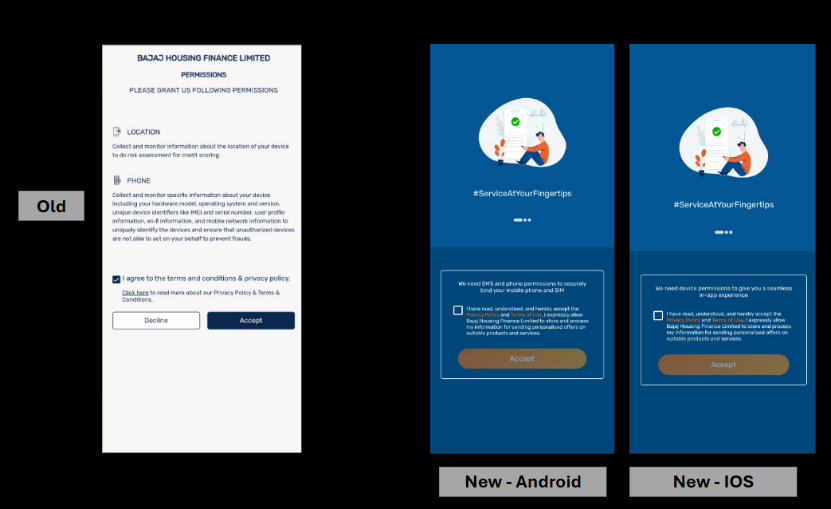 BAJAJ HOUSING FINANCE LIMITED
PERMISSIONS
PLEASE GRANT US FOLLOWING PERMISSIONS
LOCATION
Collect and monitor information about the location of your device
to do risk assessment for credit scoring.
PHONE
Collect and monitor specific information about your device
including your hardware model, operating system and version,
unique device identifiers like IMEI and serial number, user profile
information, wi-fi information, and mobile network information to
uniquely identify the devices and ensure that unauthorized devices
are not able to act on your behalf to prevent frauds.
I agree to the terms and conditions & privacy policy.
Click here to read more about our Privacy Policy & Terms &
Conditions.
Decline
Accept
Old
#ServiceAtYourFingertips
We need SMS and phone permissions to securely
bind your mobile phone and SIM
I have read, understood, and hereby accept the
Privacy Policy and Terms of Use. I expressly allow
Bajaj Housing Finance Limited to store and process
my information for sending personalised offers on
suitable products and services.
Accept
New - Android
#ServiceAtYourFingertips
We need device permissions to give you a seamless
in-app experience
I have read, understood, and hereby accept the
Privacy Policy and Terms of Use. I expressly allow
Bajaj Housing Finance Limited to store and process
my information for sending personalised offers on
suitable products and services.
Accept
New - IOS